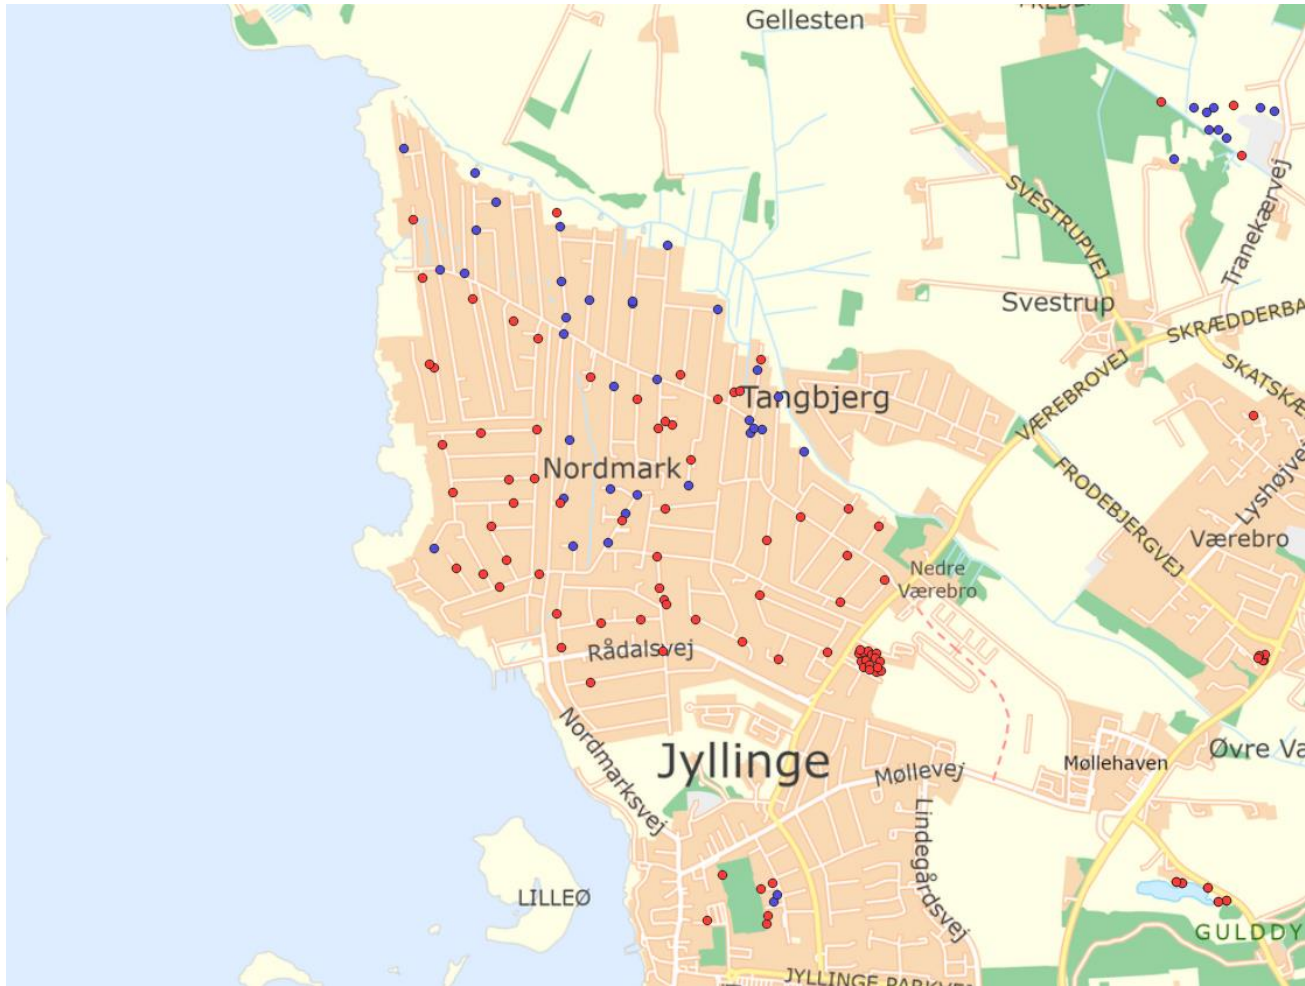 Gellesten
SVESTRUPVEJ
Tranekærvej
Svestrup
SKRÆDDERBA
VÆREBROVEJ
SKATSKÆ
Tangbjerg
Nordmark
FRODEBJERGVEJ
Lyshøjvej
Værebro
Nedre
Værebro
Rådalsvej
Nordmarksvej
Jyllinge
Møllevej
Møllehaven
Øvre Va
Lindegårdsvej
LILLEØ
GULDDY
JYLLINGE PARKVEJ